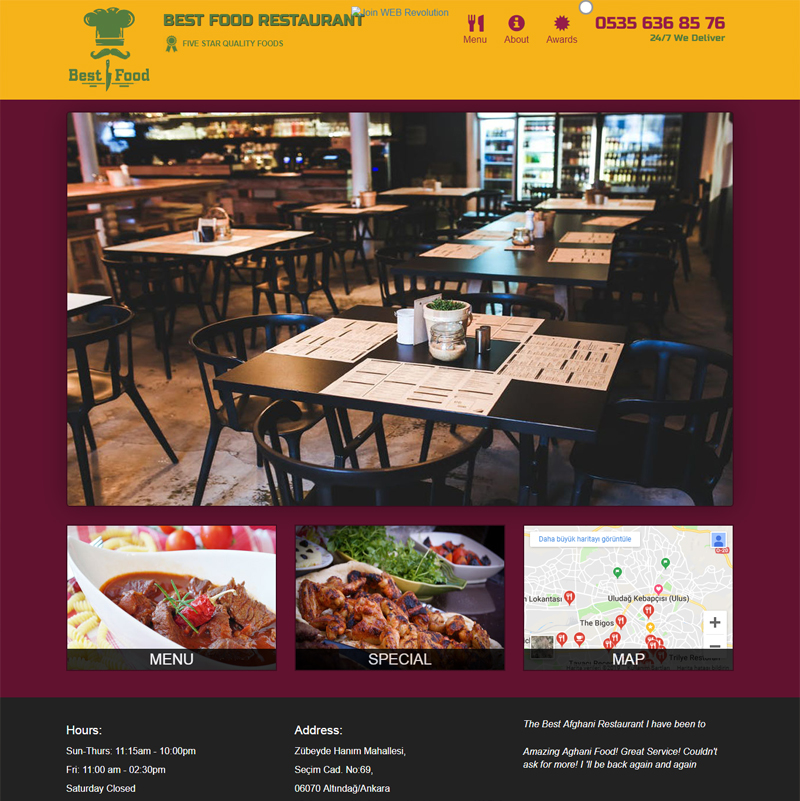 BEST FOOD RESTAURANT
Join WEB Revolution
FIVE STAR QUALITY FOODS
Best Food
Menu
About
Awards
0535 636 85 76
24/7 We Deliver
MENU
SPECIAL
Daha büyük haritayı görüntüle
Lokantası
Uludağ Kebapçısı (Ulus)
The Bigos
MAP
Hours:
Sun-Thurs: 11:15am - 10:00pm
Fri: 11:00 am - 02:30pm
Saturday Closed
Address:
Zübeyde Hanım Mahallesi,
Seçim Cad. No:69,
06070 Altındağ/Ankara
The Best Afghani Restaurant I have been to
Amazing Aghani Food! Great Service! Couldn't
ask for more! I 'll be back again and again